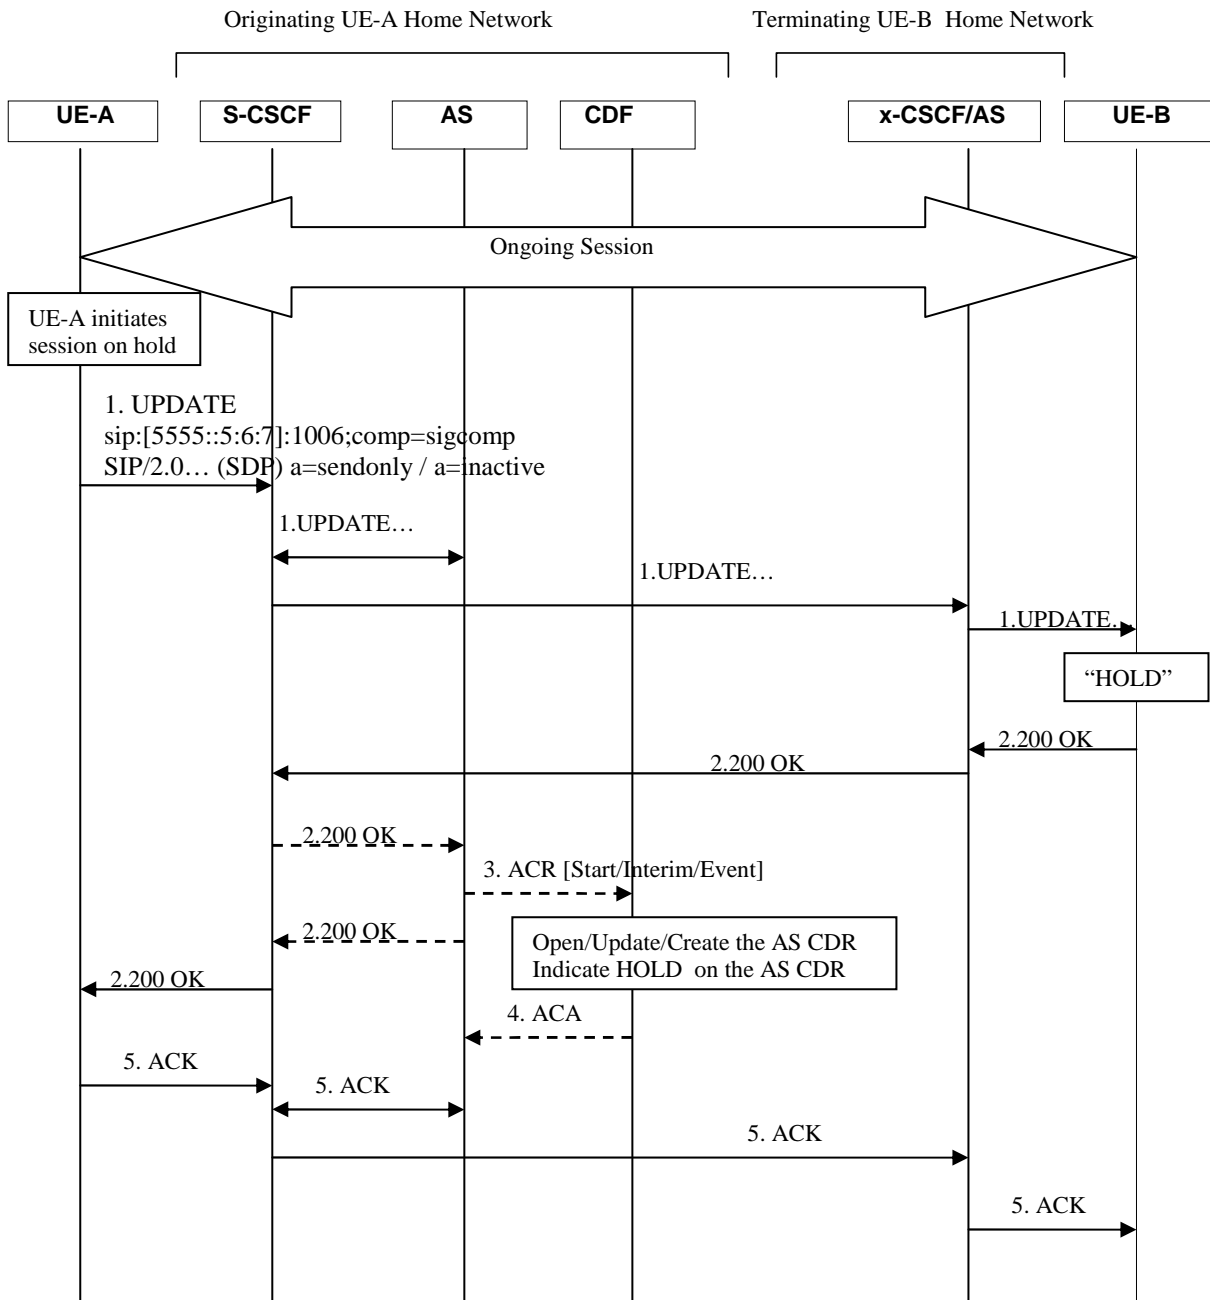 Originating UE-A Home Network
Terminating UE-B Home Network
UE-A
S-CSCF
AS
CDF
x-CSCF/AS
UE-B
Ongoing Session
UE-A initiates
session on hold
1. UPDATE
sip:[5555::5:6:7]:1006;comp=sigcomp
SIP/2.0… (SDP) a=sendonly / a=inactive
1.UPDATE…
1.UPDATE…
1.UPDATE…
“HOLD”
2.200 OK
2.200 OK
2.200 OK
3. ACR [Start/Interim/Event]
2.200 OK
Open/Update/Create the AS CDR
Indicate HOLD on the AS CDR
2.200 OK
4. ACA
5. ACK
5. ACK
5. ACK
5. ACK